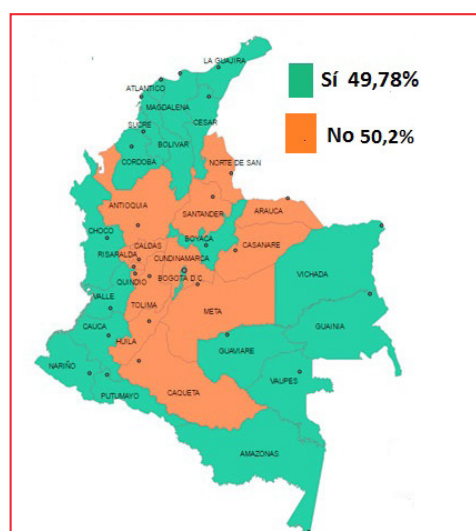 LA GUAJIRA
Sí 49,78%
ATLANTICO
MAGDALENA
CESAR
SUCRE
BOLIVAR
No 50,2%
CORDOBA
NORTE DE SAN
ANTIOQUIA
SANTANDER
ARAUCA
CHOCO
BOYACA
CALDAS
CASANARE
RISARALDA
CUNDINAMARCA
VICHADA
QUINDIO
BOGOTA D.C.
VALLE
TOLIMA
META
GUAINIA
CAUCA
HUILA
GUAVIARE
NARIÑO
VAUPES
CAQUETA
PUTUMAYO
AMAZONAS